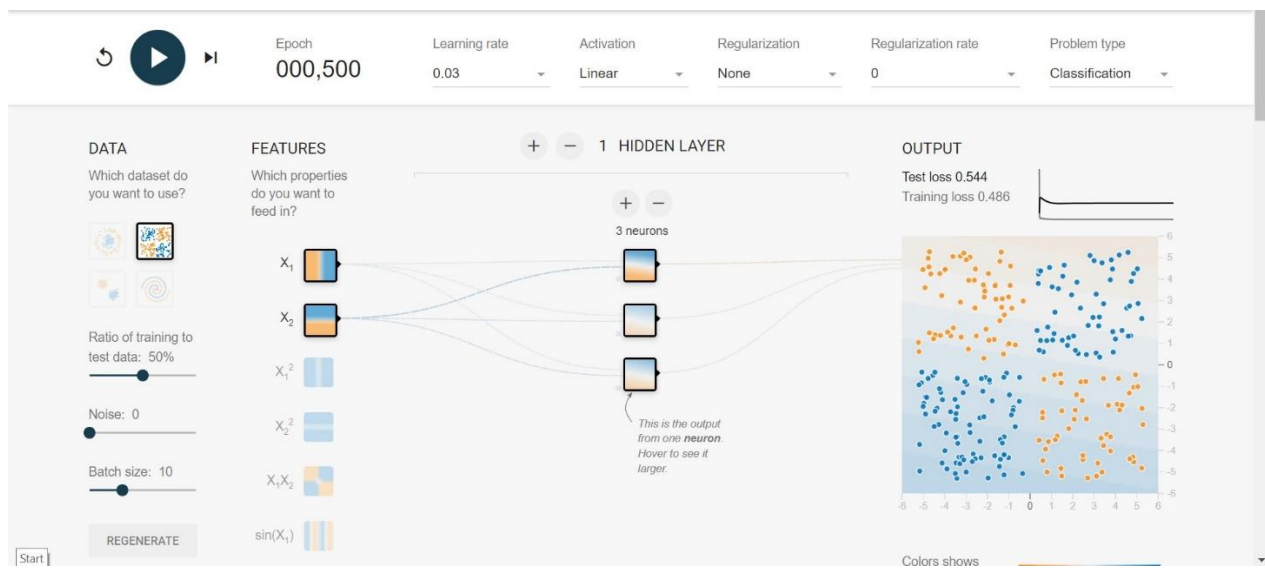 Epoch
000,500
Learning rate
0.03
Activation
Linear
Regularization
None
Regularization rate
0
Problem type
Classification
DATA
Which dataset do
you want to use?
Ratio of training to
test data: 50%
Noise: 0
Batch size: 10
REGENERATE
FEATURES
Which properties
do you want to
feed in?
X₁
X₂
X₁²
X₂²
X₁X₂
sin(X₁)
+ − 1 HIDDEN LAYER
+ −
3 neurons
This is the output
from one neuron.
Hover to see it
larger.
OUTPUT
Test loss 0.544
Training loss 0.486
6
5
4
3
2
1
0
-1
-2
-3
-4
-5
-6
-6 -5 -4 -3 -2 -1 0 1 2 3 4 5 6
Colors shows
Start